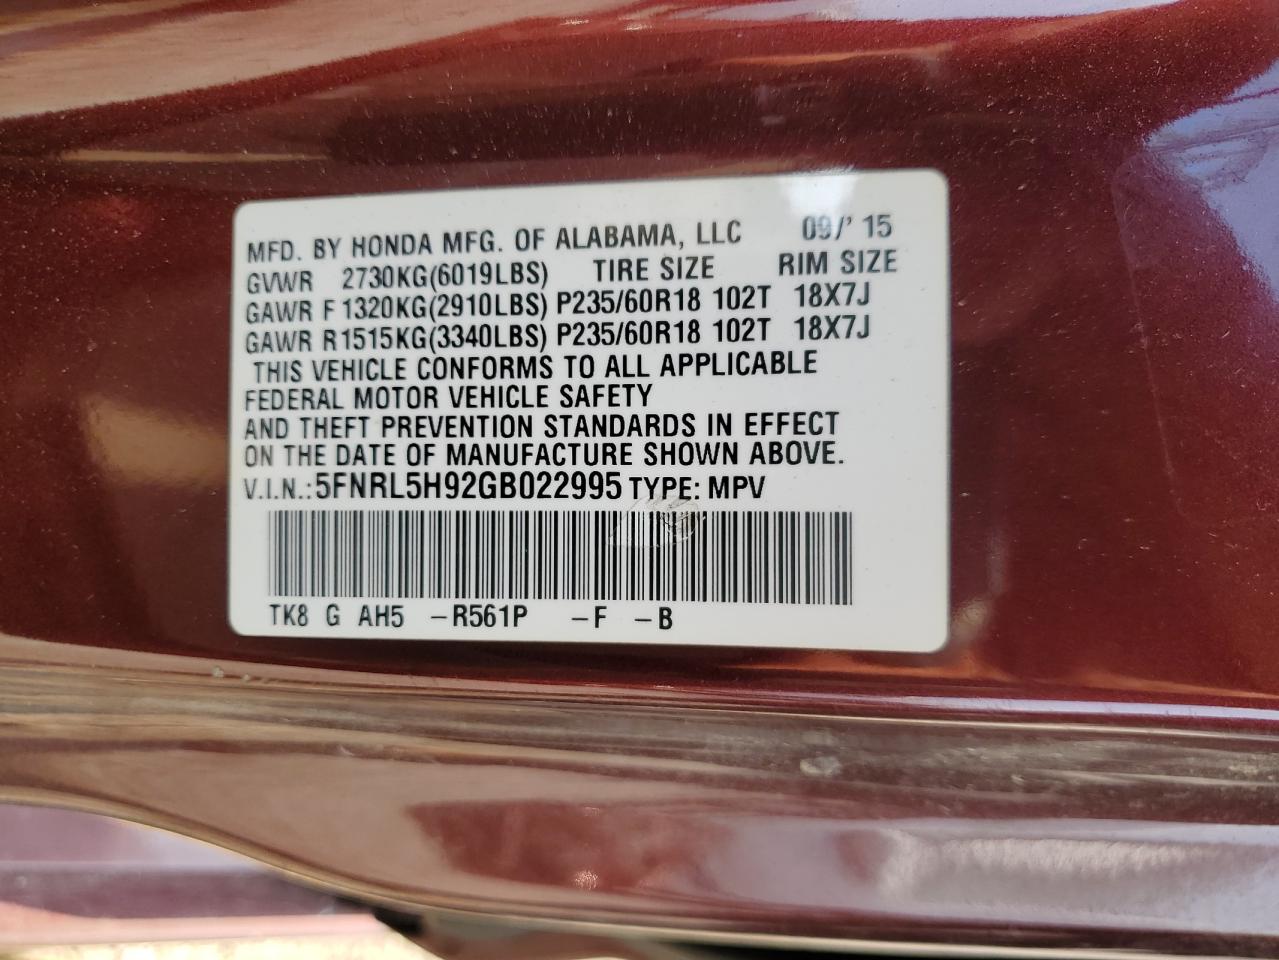 MFD. BY HONDA MFG. OF ALABAMA, LLC 09/' 15
GVWR 2730KG(6019LBS) TIRE SIZE RIM SIZE
GAWR F 1320KG(2910LBS) P235/60R18 102T 18X7J
GAWR R1515KG(3340LBS) P235/60R18 102T 18X7J
THIS VEHICLE CONFORMS TO ALL APPLICABLE
FEDERAL MOTOR VEHICLE SAFETY
AND THEFT PREVENTION STANDARDS IN EFFECT
ON THE DATE OF MANUFACTURE SHOWN ABOVE.
V.I.N.:5FNRL5H92GB022995 TYPE: MPV
TK8 G AH5 -R561P -F -B